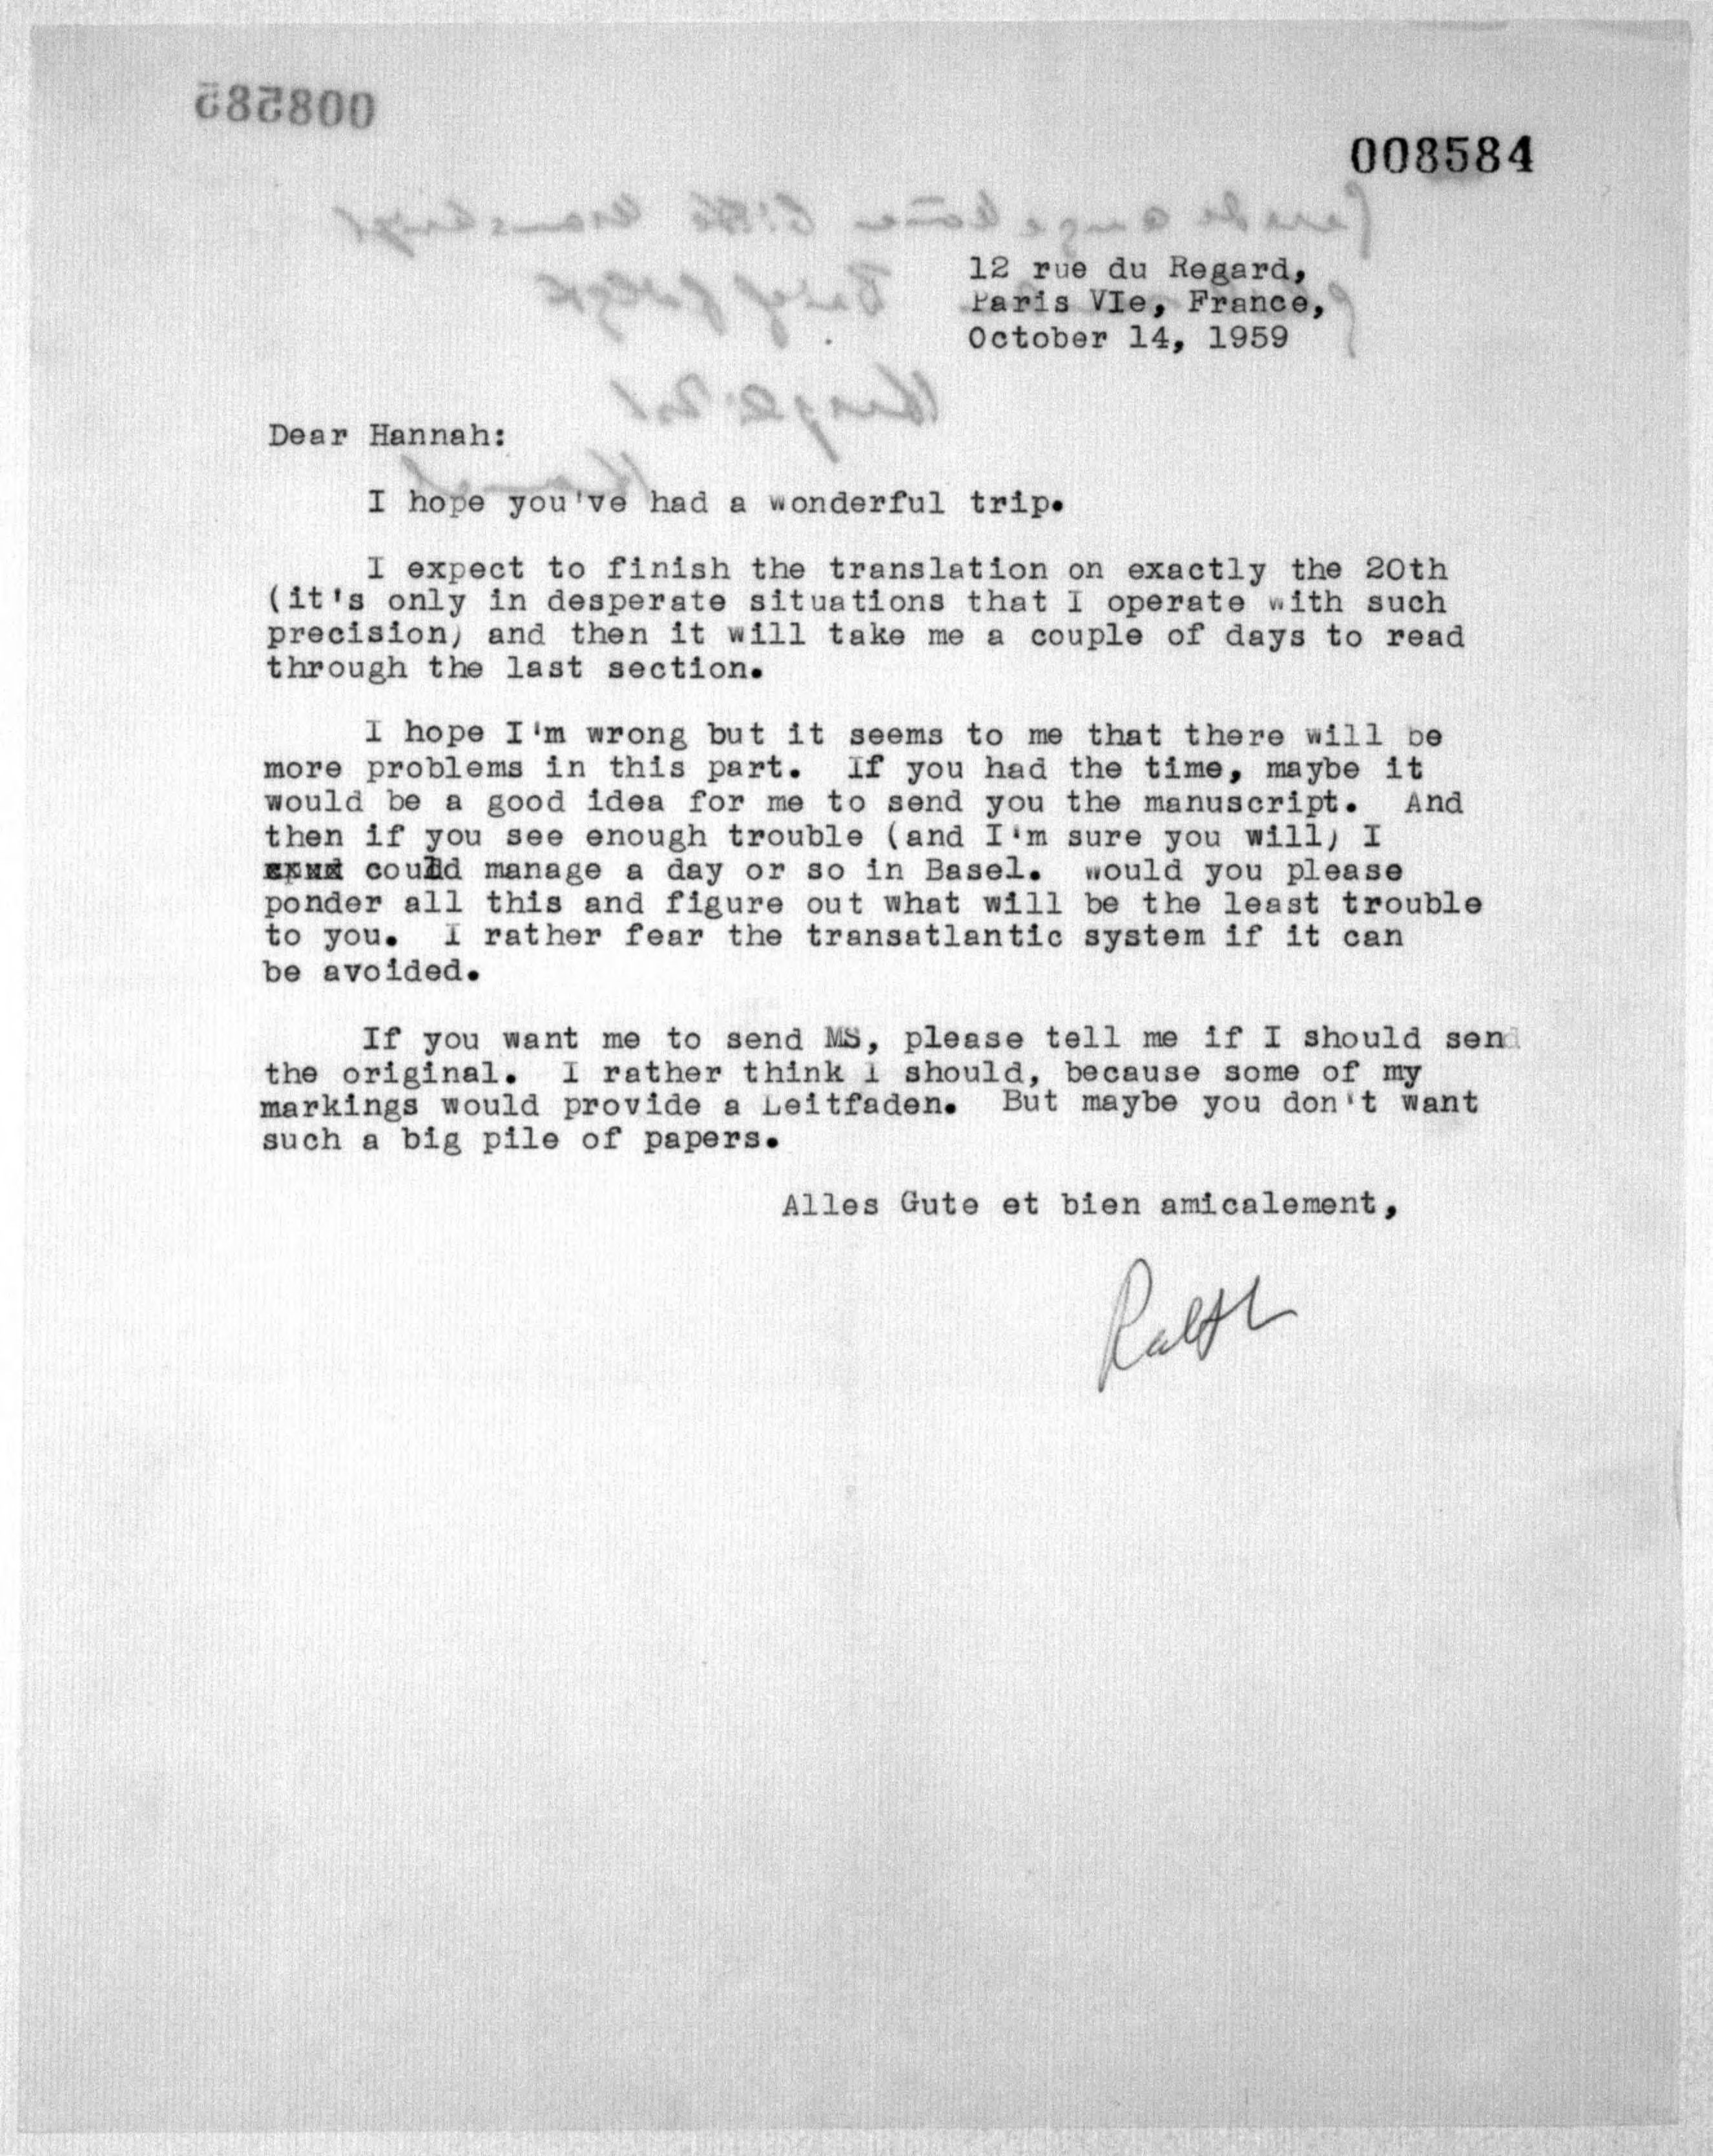 008585
008584
12 rue du Regard,
Paris VIe, France,
October 14, 1959
Dear Hannah:
I hope you've had a wonderful trip.
I expect to finish the translation on exactly the 20th
(it's only in desperate situations that I operate with such
precision) and then it will take me a couple of days to read
through the last section.
I hope I'm wrong but it seems to me that there will be
more problems in this part. If you had the time, maybe it
would be a good idea for me to send you the manuscript. And
then if you see enough trouble (and I'm sure you will) I
could manage a day or so in Basel. would you please
ponder all this and figure out what will be the least trouble
to you. I rather fear the transatlantic system if it can
be avoided.
If you want me to send MS, please tell me if I should send
the original. I rather think I should, because some of my
markings would provide a Leitfaden. But maybe you don't want
such a big pile of papers.
Alles Gute et bien amicalement,
Ralph